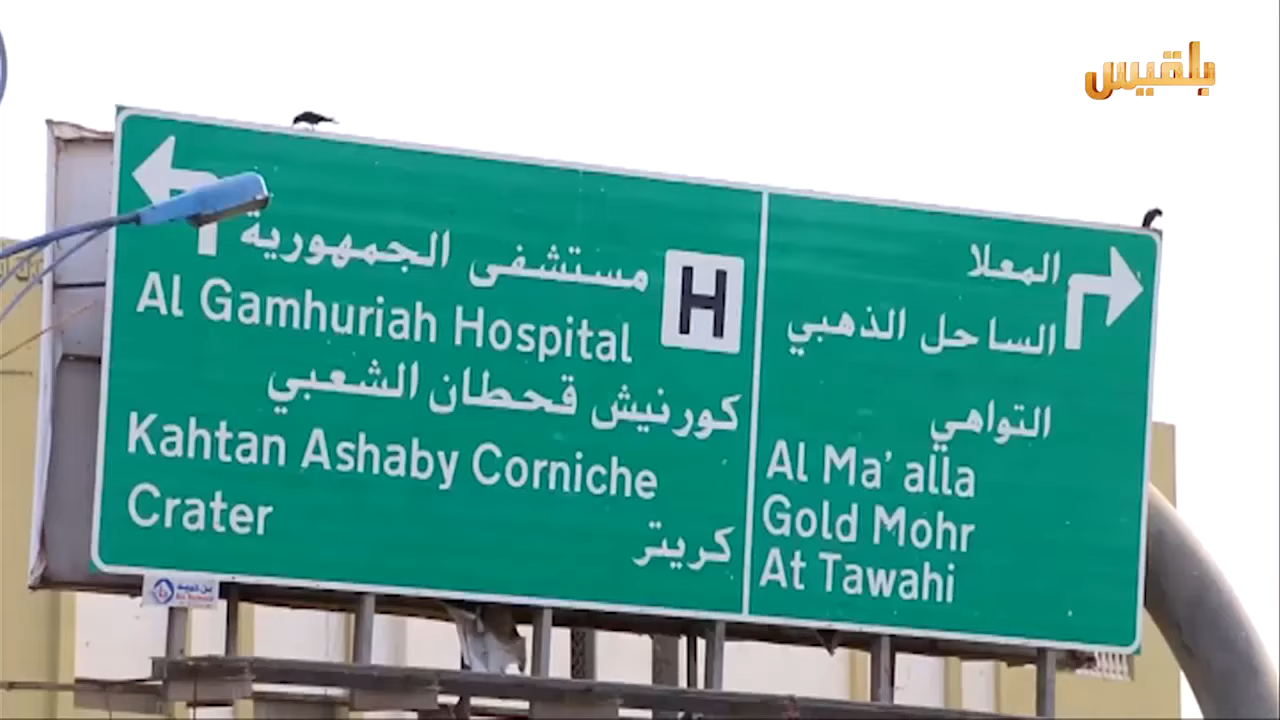 بلقيس
مستشفى الجمهورية
H
Al Gamhuriah Hospital
كورنيش قحطان الشعبي
Kahtan Ashaby Corniche
Crater
كريتر
المعلا
الساحل الذهبي
التواهي
Al Ma'alla
Gold Mohr
At Tawahi